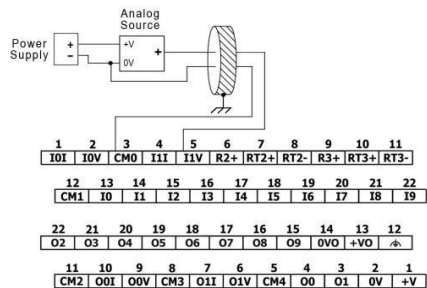 Analog
Source
Power
Supply
+
−
+V
0V
+
1 2 3 4 5 6 7 8 9 10 11
I0I I0V CM0 I1I I1V R2+ RT2+ RT2- R3+ RT3+ RT3-
12 13 14 15 16 17 18 19 20 21 22
CM1 I0 I1 I2 I3 I4 I5 I6 I7 I8 I9
22 21 20 19 18 17 16 15 14 13 12
O2 O3 O4 O5 O6 O7 O8 O9 0VO +VO
11 10 9 8 7 6 5 4 3 2 1
CM2 O0I O0V CM3 O1I O1V CM4 O0 O1 0V +V